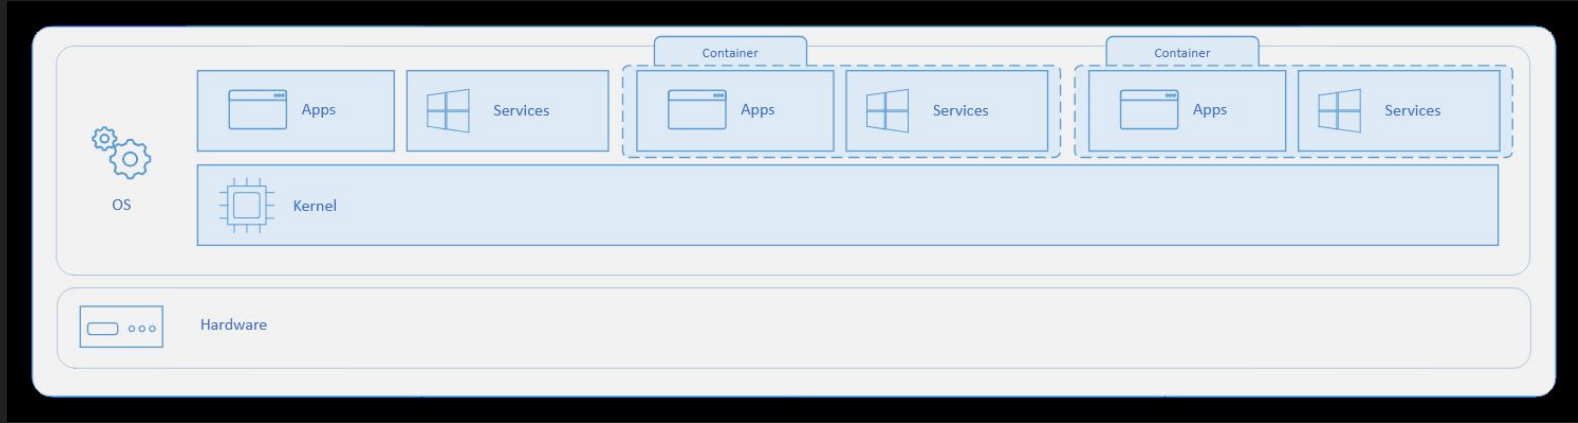 Container
Container
Apps
Services
Apps
Services
Apps
Services
OS
Kernel
Hardware